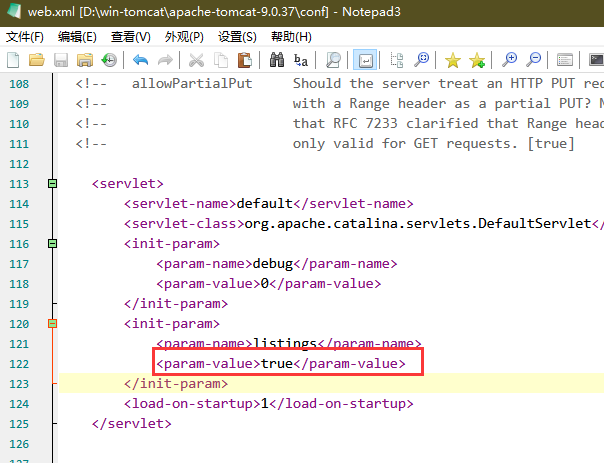 web.xml [D:\win-tomcat\apache-tomcat-9.0.37\conf] - Notepad3
文件(F) 编辑(E) 查看(V) 外观(P) 设置(S) 帮助(H)
108 <!-- allowPartialPut Should the server treat an HTTP PUT req
109 <!-- with a Range header as a partial PUT? N
110 <!-- that RFC 7233 clarified that Range head
111 <!-- only valid for GET requests. [true]
112
113 <servlet>
114 <servlet-name>default</servlet-name>
115 <servlet-class>org.apache.catalina.servlets.DefaultServlet</
116 <init-param>
117 <param-name>debug</param-name>
118 <param-value>0</param-value>
119 </init-param>
120 <init-param>
121 <param-name>listings</param-name>
122 <param-value>true</param-value>
123 </init-param>
124 <load-on-startup>1</load-on-startup>
125 </servlet>
126
127